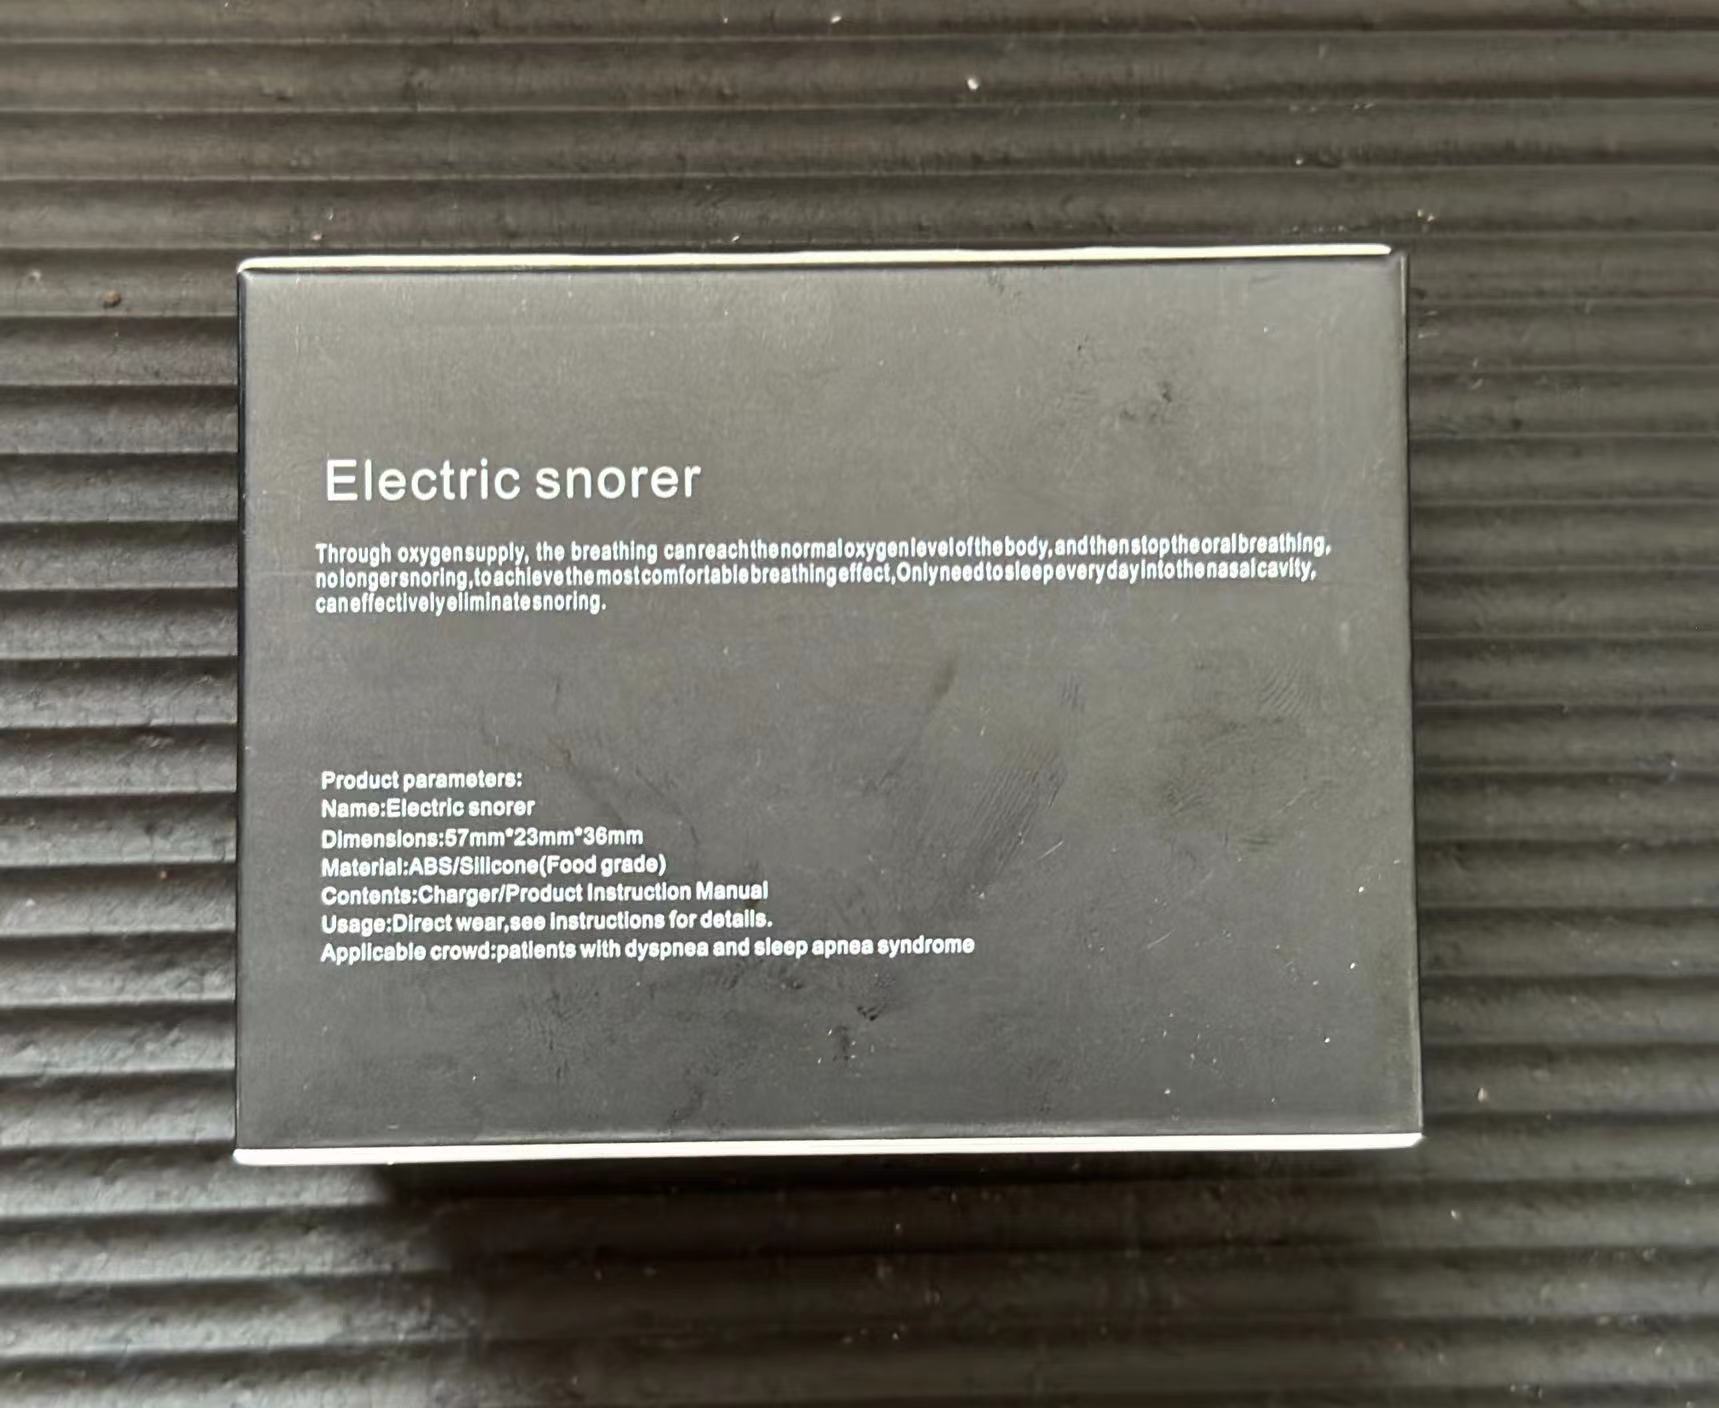 Electric snorer
Through oxygensupply, the breathing canreachthenormaloxygenlevelofthebody,andthenstoptheoralbreathing,
nolongersnoring,toachievethemostcomfortablebreathingeffect,Onlyneedtosleepeverydayintothenasalcavity,
caneffectivelyeliminatesnoring.
Product parameters:
Name:Electric snorer
Dimensions:57mm*23mm*36mm
Material:ABS/Silicone(Food grade)
Contents:Charger/Product Instruction Manual
Usage:Direct wear,see instructions for details.
Applicable crowd:patients with dyspnea and sleep apnea syndrome